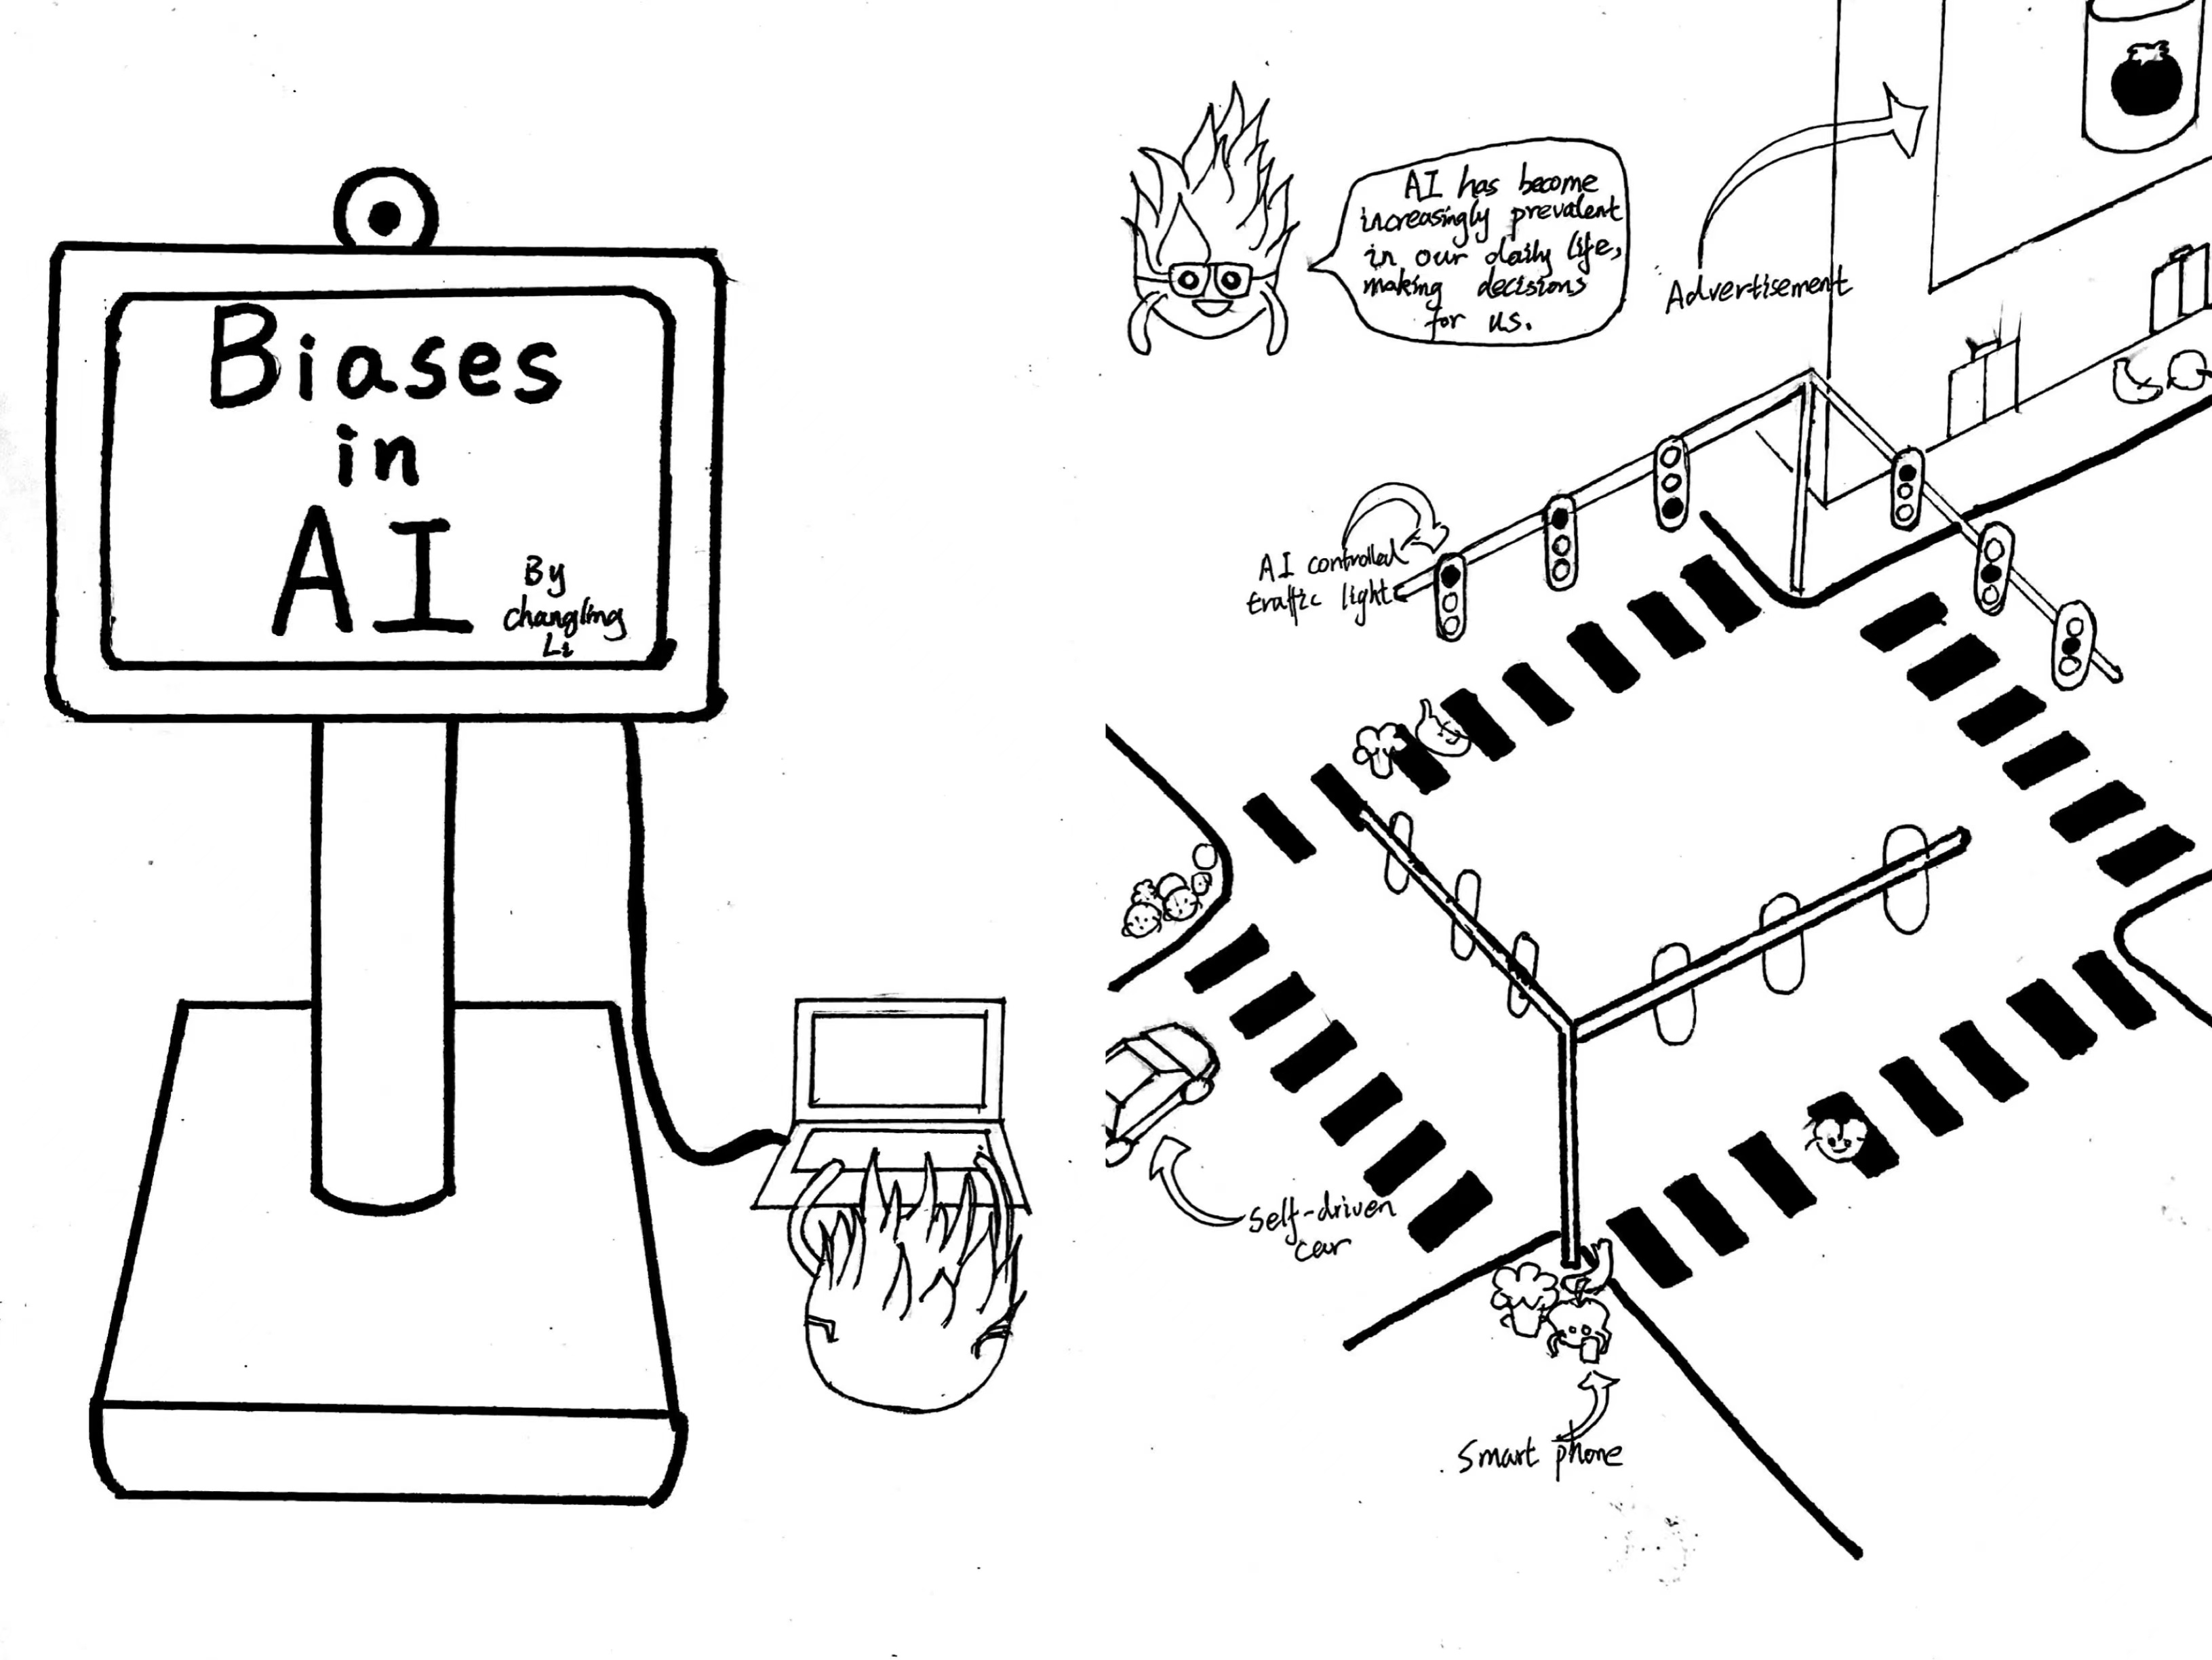 Biases
in
AI
By
Changling
Li
AI has become
increasingly prevalent
in our daily life,
making decisions
for us.
Advertisement
AI controlled
traffic light
Self-driven
car
Smart phone